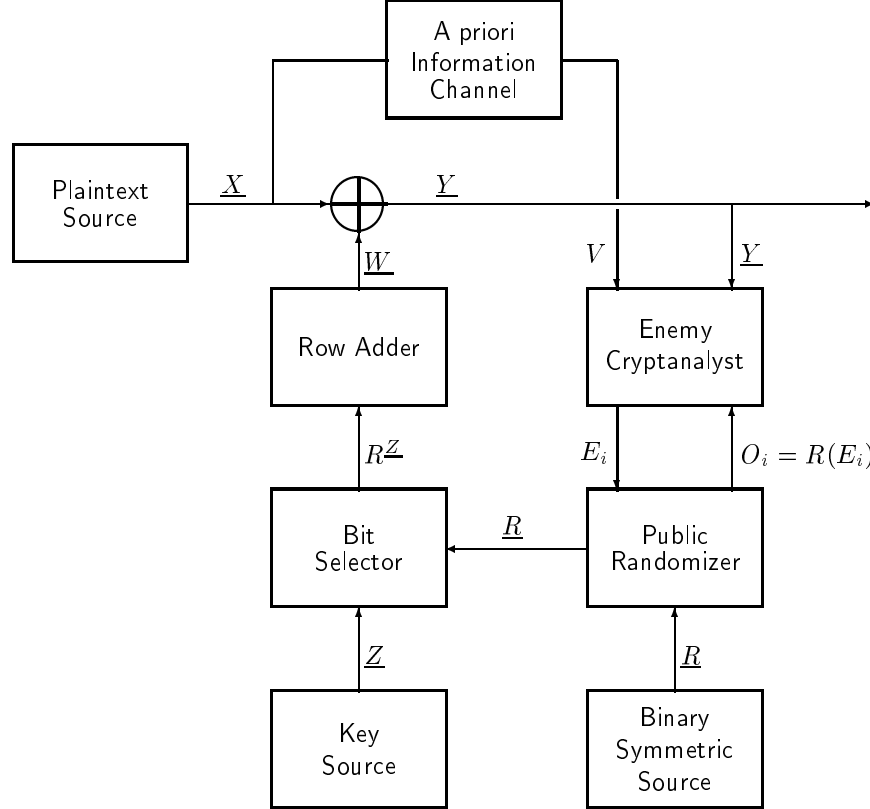 A priori
Information
Channel
Plaintext
Source
X
Y
W
V
Y
Row Adder
Enemy
Cryptanalyst
R^Z
E_i
O_i = R(E_i)
Bit
Selector
R
Public
Randomizer
Z
R
Key
Source
Binary
Symmetric
Source